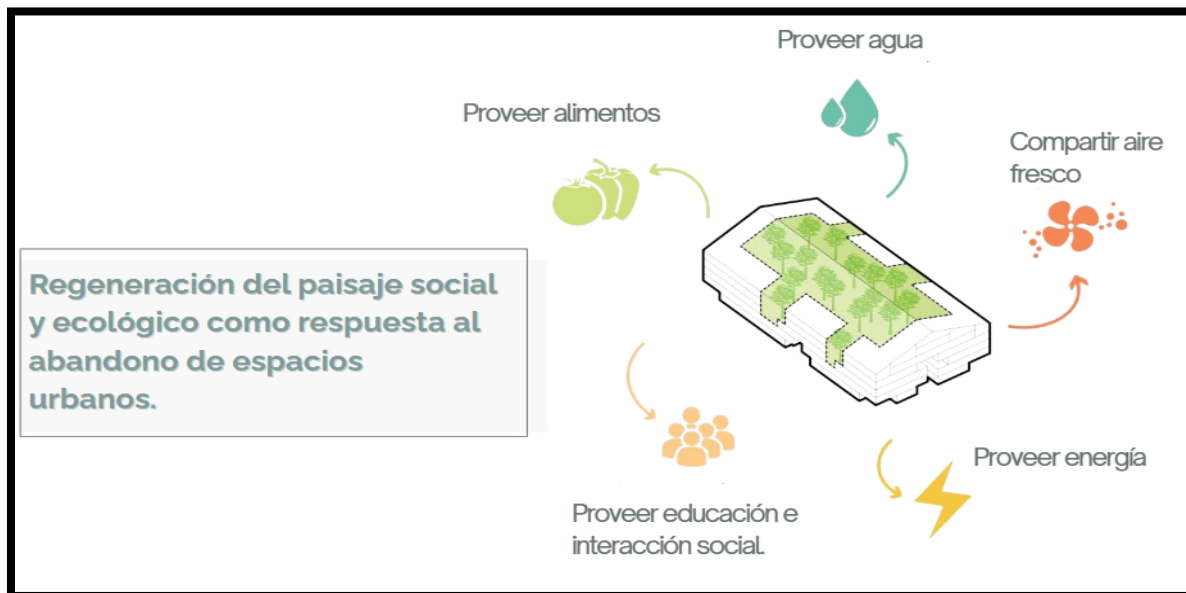 Proveer agua
Proveer alimentos
Compartir aire
fresco
Regeneración del paisaje social
y ecológico como respuesta al
abandono de espacios
urbanos.
Proveer energía
Proveer educación e
interacción social.